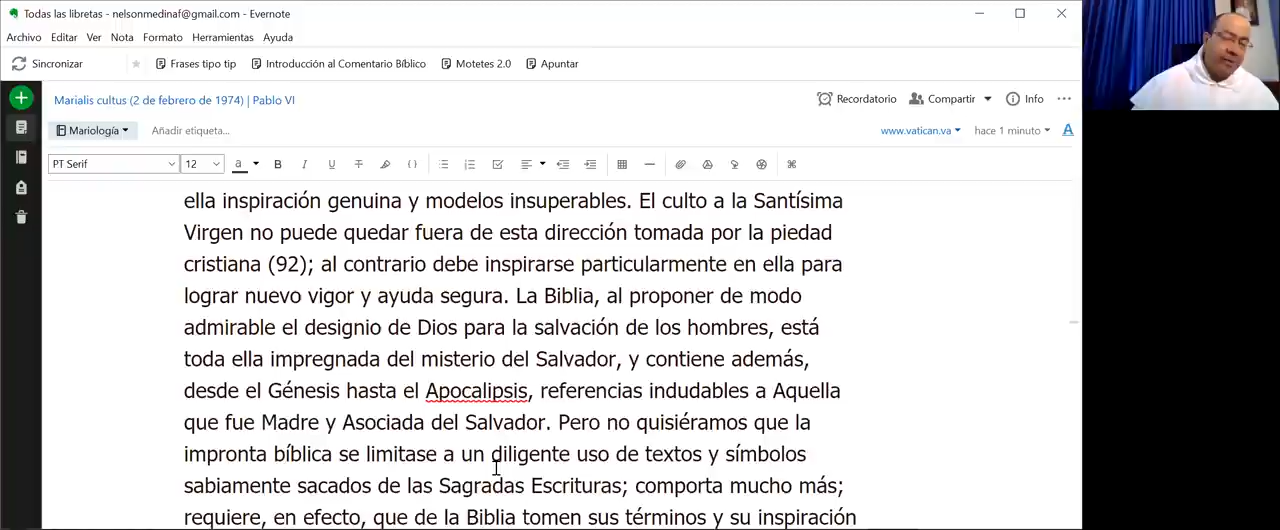 Todas las libretas - nelsonmedinaf@gmail.com - Evernote
Archivo Editar Ver Nota Formato Herramientas Ayuda
Sincronizar Frases tipo tip Introducción al Comentario Bíblico Motetes 2.0 Apuntar
Marialis cultus (2 de febrero de 1974) | Pablo VI Recordatorio Compartir Info
Mariología Añadir etiqueta... www.vatican.va hace 1 minuto A
PT Serif 12 a B I U T
ella inspiración genuina y modelos insuperables. El culto a la Santísima
Virgen no puede quedar fuera de esta dirección tomada por la piedad
cristiana (92); al contrario debe inspirarse particularmente en ella para
lograr nuevo vigor y ayuda segura. La Biblia, al proponer de modo
admirable el designio de Dios para la salvación de los hombres, está
toda ella impregnada del misterio del Salvador, y contiene además,
desde el Génesis hasta el Apocalipsis, referencias indudables a Aquella
que fue Madre y Asociada del Salvador. Pero no quisiéramos que la
impronta bíblica se limitase a un diligente uso de textos y símbolos
sabiamente sacados de las Sagradas Escrituras; comporta mucho más;
requiere, en efecto, que de la Biblia tomen sus términos y su inspiración